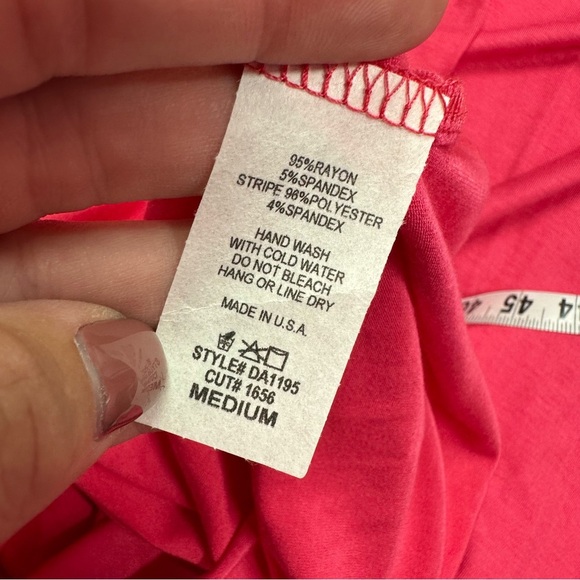 95%RAYON
5%SPANDEX
STRIPE 96%POLYESTER
4%SPANDEX
HAND WASH
WITH COLD WATER
DO NOT BLEACH
HANG OR LINE DRY
MADE IN U.S.A.
STYLE# DA1195
CUT# 1656
MEDIUM
45